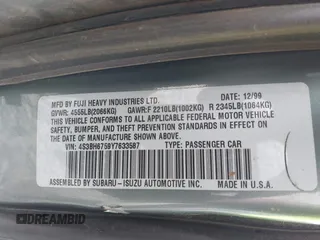 MFD BY FUJI HEAVY INDUSTRIES LTD. DATE 12/99
GVWR: 4555LB(2066KG) GAWR:F 2210LB(1002KG) R 2345LB(1064KG)
THIS VEHICLE CONFORMS TO ALL APPLICABLE FEDERAL MOTOR VEHICLE
SAFETY, BUMPER, AND THEFT PREVENTION STANDARDS IN EFFECT ON THE
DATE OF MANUFACTURE SHOWN ABOVE.
VIN: 4S3BH6759Y7633587 TYPE: PASSENGER CAR
ASSEMBLED BY SUBARU-ISUZU AUTOMOTIVE INC. MADE IN U.S.A.
DREAMBID